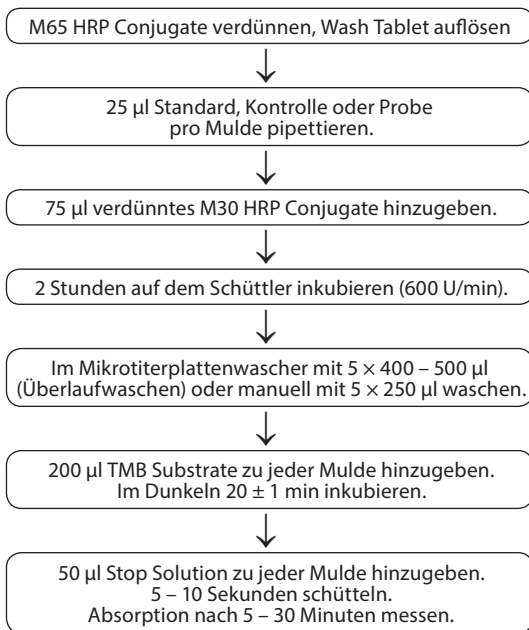 M65 HRP Conjugate verdünnen, Wash Tablet auflösen
25 µl Standard, Kontrolle oder Probe
pro Mulde pipettieren.
75 µl verdünntes M30 HRP Conjugate hinzugeben.
2 Stunden auf dem Schüttler inkubieren (600 U/min).
Im Mikrotiterplattenwascher mit 5 × 400 – 500 µl
(Überlaufwaschen) oder manuell mit 5 × 250 µl waschen.
200 µl TMB Substrate zu jeder Mulde hinzugeben.
Im Dunkeln 20 ± 1 min inkubieren.
50 µl Stop Solution zu jeder Mulde hinzugeben.
5 – 10 Sekunden schütteln.
Absorption nach 5 – 30 Minuten messen.